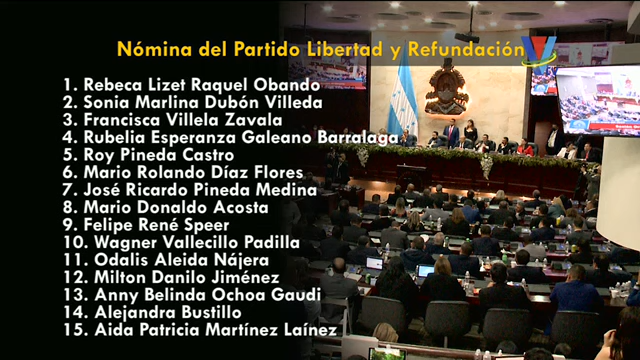 Nómina del Partido Libertad y Refundación
1. Rebeca Lizet Raquel Obando
2. Sonia Marlina Dubón Villeda
3. Francisca Villela Zavala
4. Rubelia Esperanza Galeano Barralaga
5. Roy Pineda Castro
6. Mario Rolando Díaz Flores
7. José Ricardo Pineda Medina
8. Mario Donaldo Acosta
9. Felipe René Speer
10. Wagner Vallecillo Padilla
11. Odalis Aleida Nájera
12. Milton Danilo Jiménez
13. Anny Belinda Ochoa Gaudi
14. Alejandra Bustillo
15. Aida Patricia Martínez Laínez